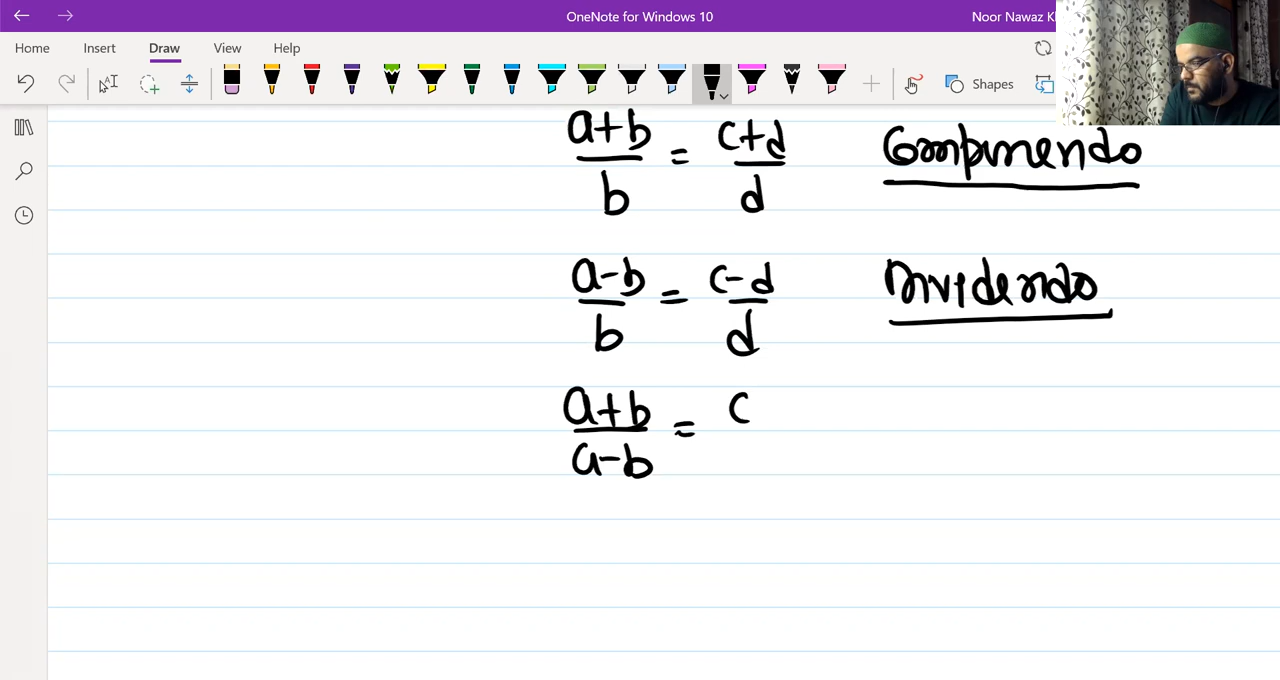 OneNote for Windows 10
Noor Nawaz K
Home Insert Draw View Help
Shapes
a+b/b = c+d/d Componendo
a-b/b = c-d/d Dividendo
a+b/a-b = c